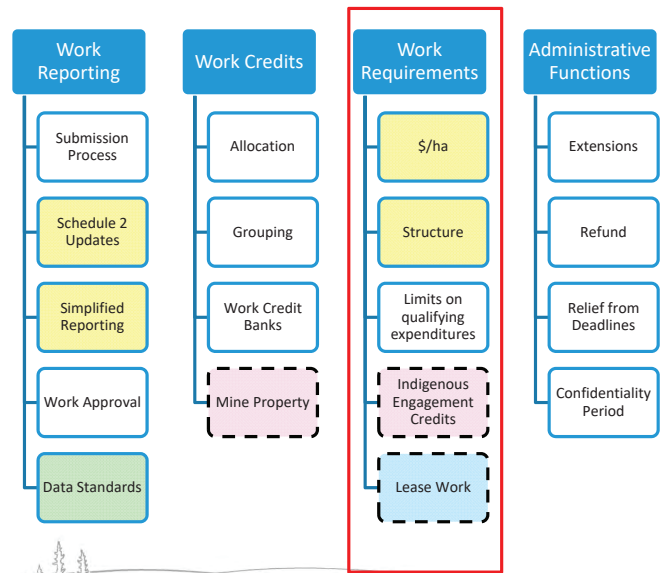 Work
Reporting
Submission
Process
Schedule 2
Updates
Simplified
Reporting
Work Approval
Data Standards
Work Credits
Allocation
Grouping
Work Credit
Banks
Mine Property
Work
Requirements
$/ha
Structure
Limits on
qualifying
expenditures
Indigenous
Engagement
Credits
Lease Work
Administrative
Functions
Extensions
Refund
Relief from
Deadlines
Confidentiality
Period